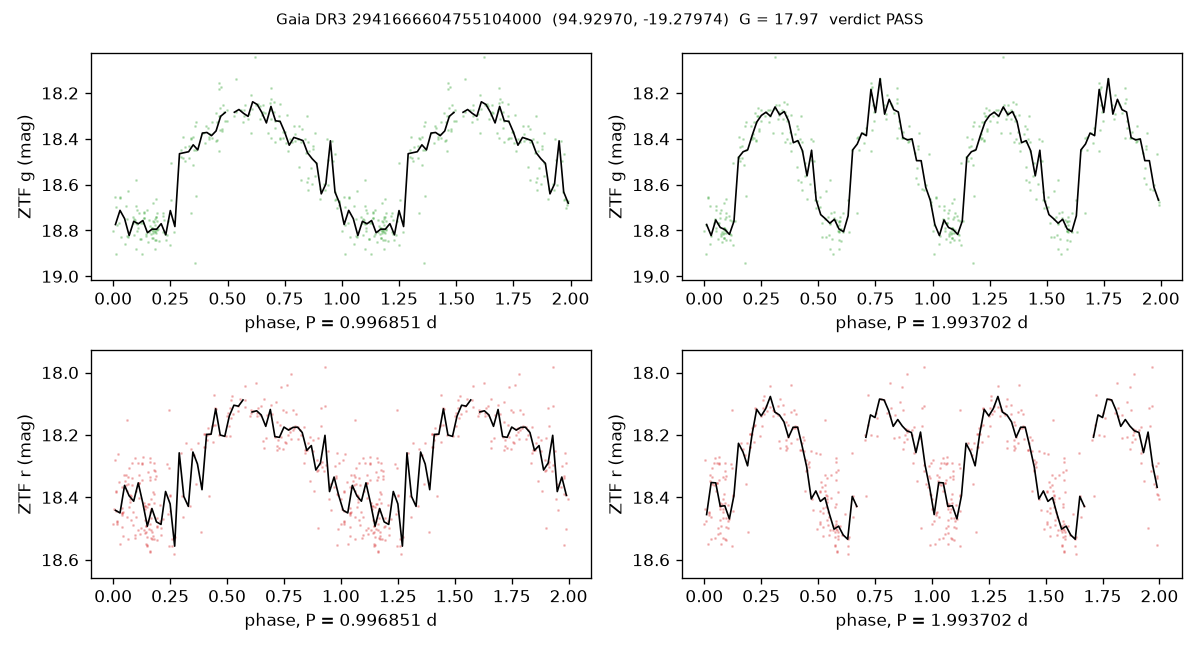 Gaia DR3 2941666604755104000 (94.92970, -19.27974) G = 17.97 verdict PASS
ZTF g (mag)
18.2
18.4
18.6
18.8
19.0
0.00 0.25 0.50 0.75 1.00 1.25 1.50 1.75 2.00
phase, P = 0.996851 d
ZTF g (mag)
18.2
18.4
18.6
18.8
19.0
0.00 0.25 0.50 0.75 1.00 1.25 1.50 1.75 2.00
phase, P = 1.993702 d
ZTF r (mag)
18.0
18.2
18.4
18.6
0.00 0.25 0.50 0.75 1.00 1.25 1.50 1.75 2.00
phase, P = 0.996851 d
ZTF r (mag)
18.0
18.2
18.4
18.6
0.00 0.25 0.50 0.75 1.00 1.25 1.50 1.75 2.00
phase, P = 1.993702 d